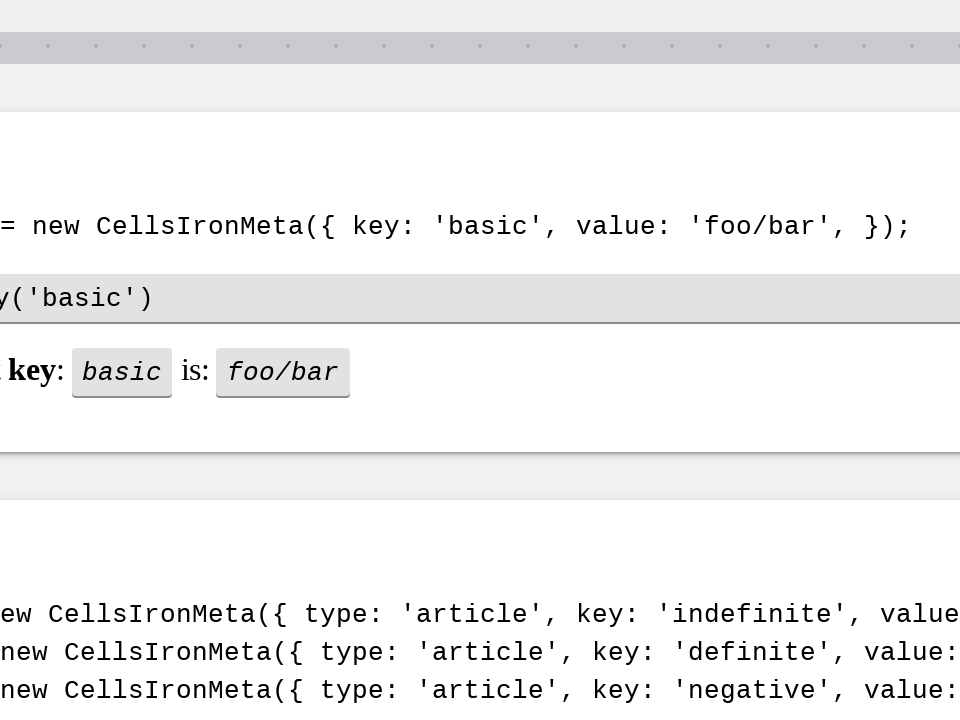 = new CellsIronMeta({ key: 'basic', value: 'foo/bar', });
y('basic')
key: basic is: foo/bar
ew CellsIronMeta({ type: 'article', key: 'indefinite', value
new CellsIronMeta({ type: 'article', key: 'definite', value:
new CellsIronMeta({ type: 'article', key: 'negative', value: